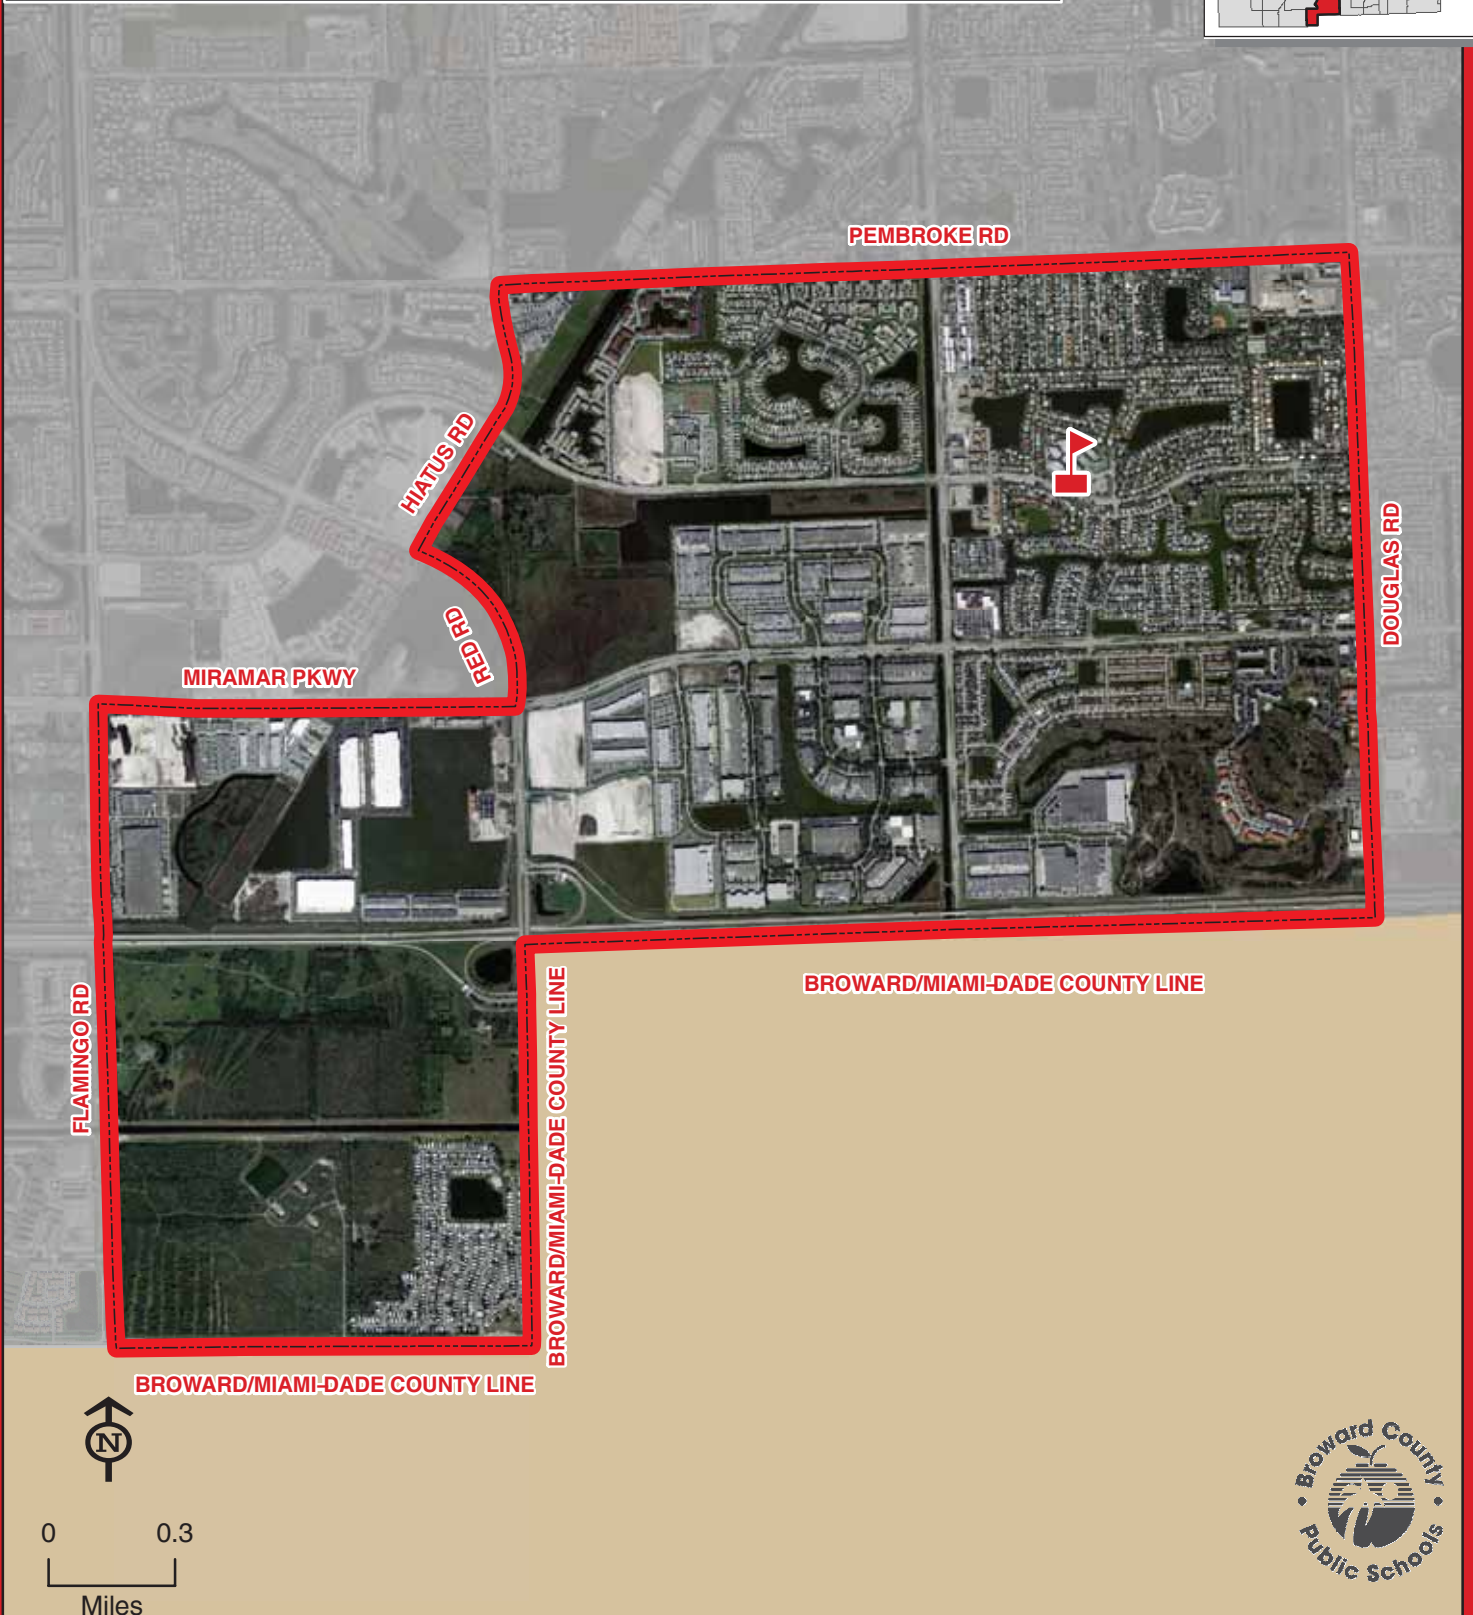 PEMBROKE RD
HIATUS RD
DOUGLAS RD
RED RD
MIRAMAR PKWY
FLAMINGO RD
BROWARD/MIAMI-DADE COUNTY LINE
BROWARD/MIAMI-DADE COUNTY LINE
BROWARD/MIAMI-DADE COUNTY LINE
N
0 0.3
Miles
• Broward County •
Public Schools